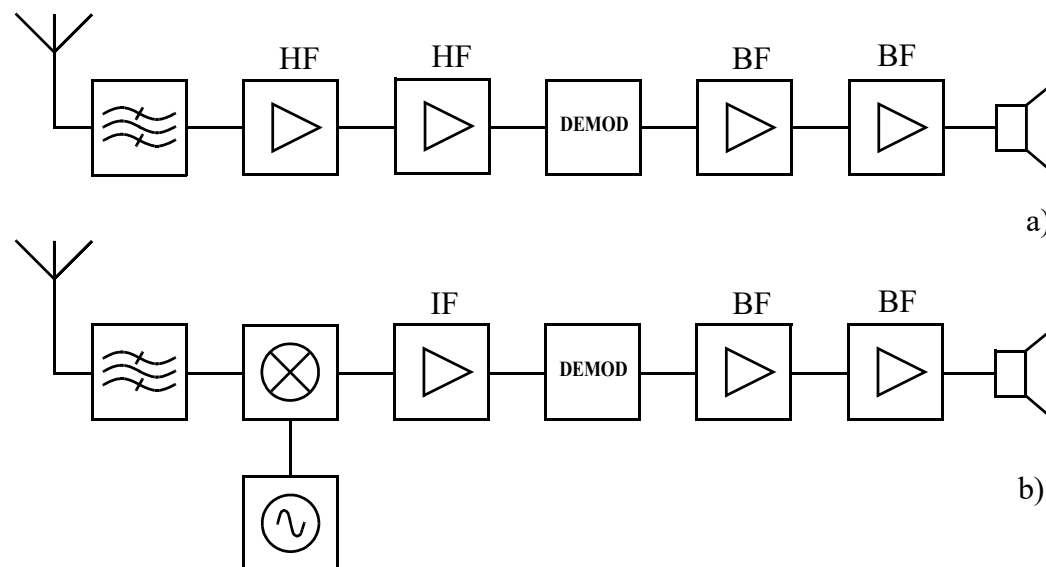 HF HF BF BF
DEMOD
a)
IF BF BF
DEMOD
b)